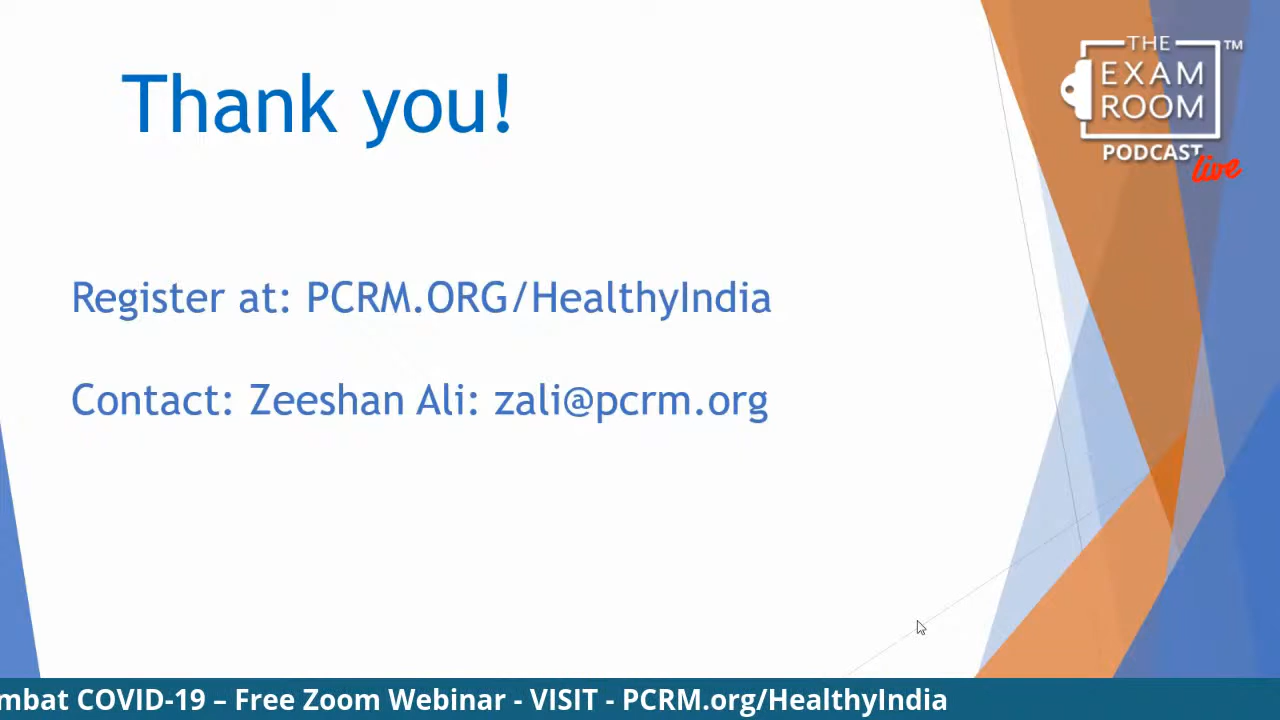 Thank you!
THE
EXAM
ROOM
TM
PODCAST
live
Register at: PCRM.ORG/HealthyIndia
Contact: Zeeshan Ali: zali@pcrm.org
mbat COVID-19 – Free Zoom Webinar - VISIT - PCRM.org/HealthyIndia